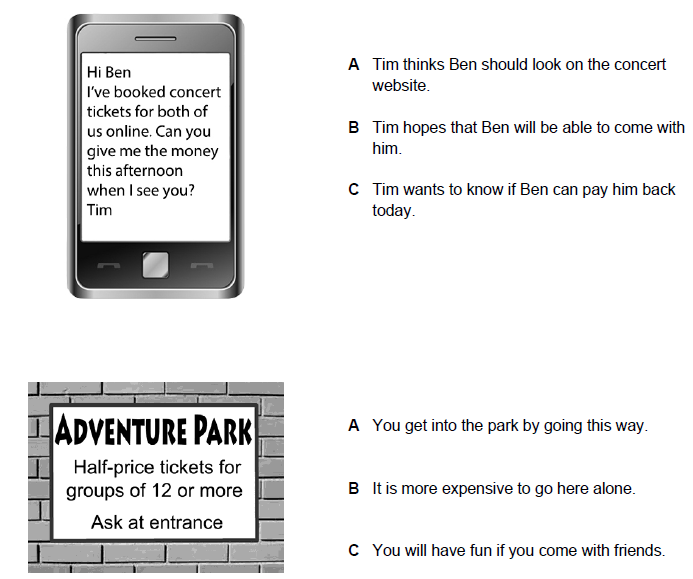 Hi Ben
I've booked concert
tickets for both of
us online. Can you
give me the money
this afternoon
when I see you?
Tim
A Tim thinks Ben should look on the concert
website.
B Tim hopes that Ben will be able to come with
him.
C Tim wants to know if Ben can pay him back
today.
ADVENTURE PARK
Half-price tickets for
groups of 12 or more
Ask at entrance
A You get into the park by going this way.
B It is more expensive to go here alone.
C You will have fun if you come with friends.